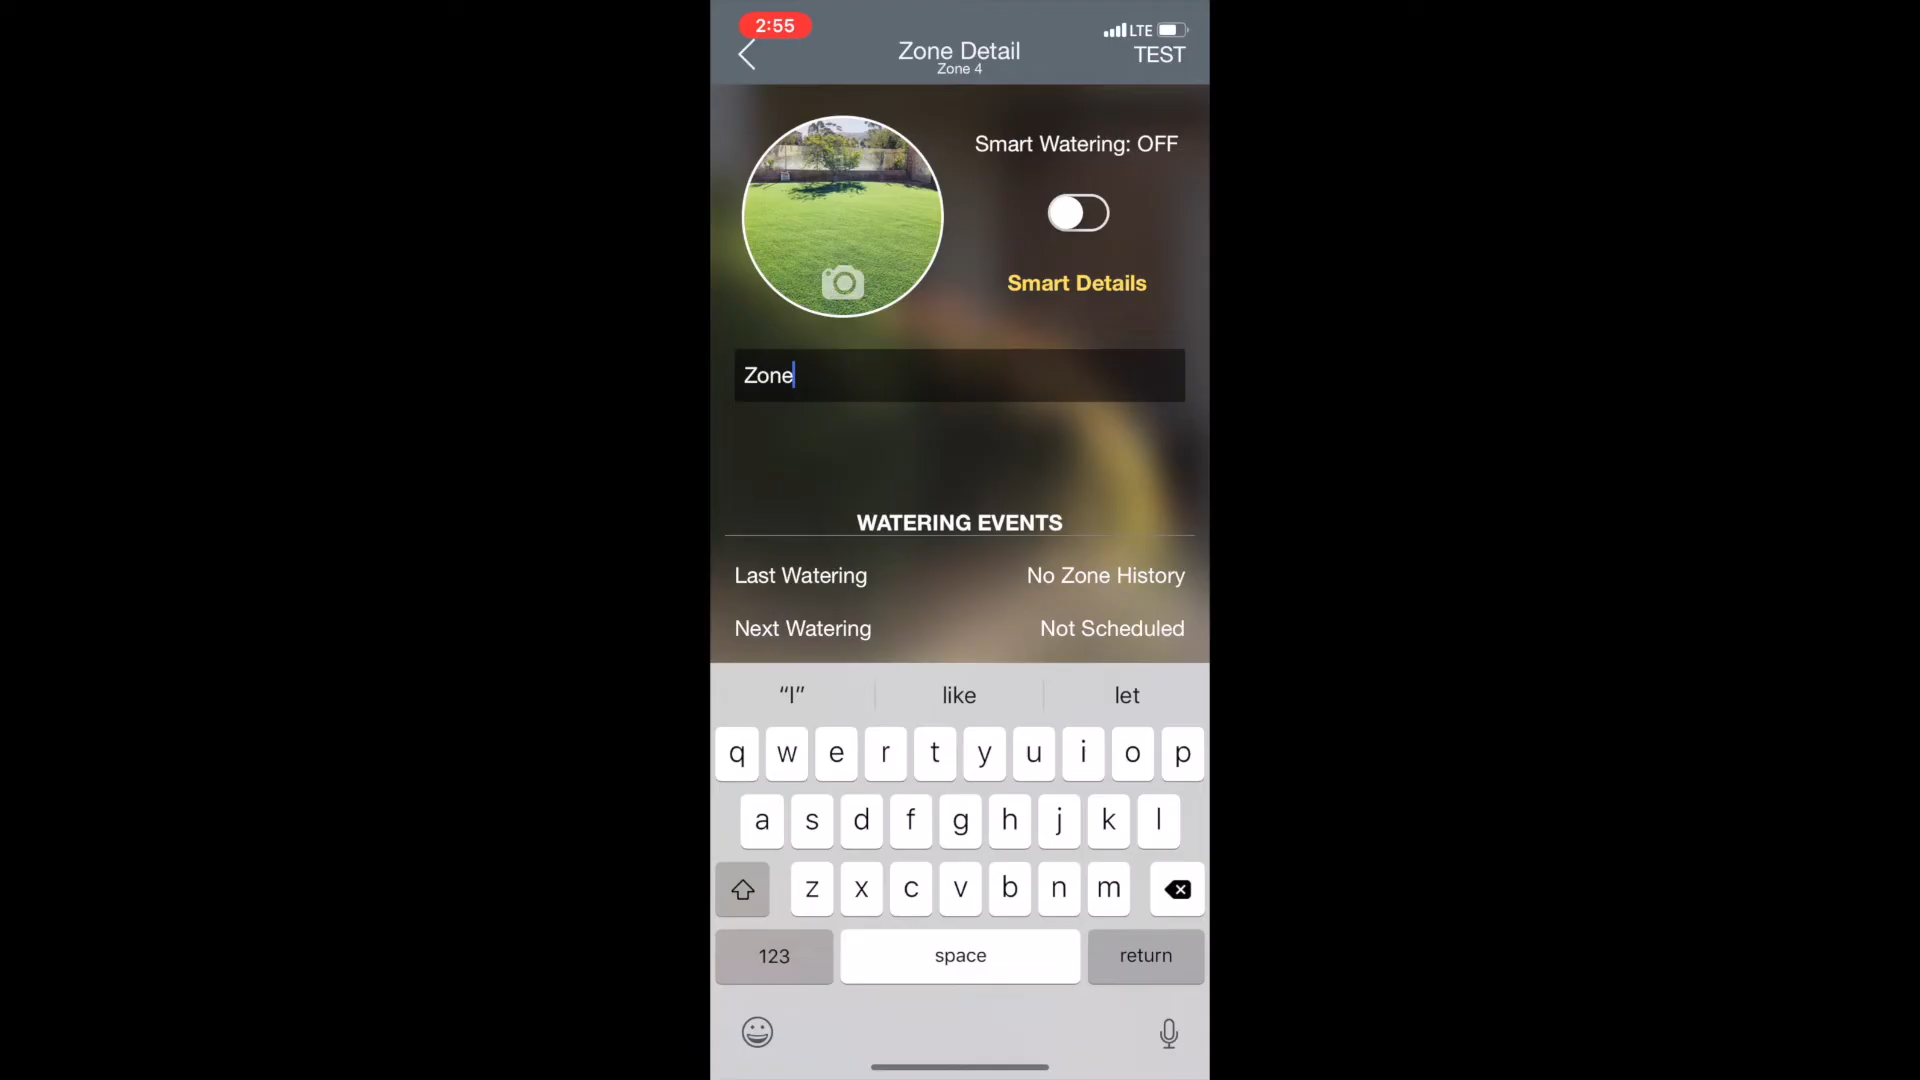 2:55
LTE
Zone Detail
TEST
Zone 4
Smart Watering: OFF
Smart Details
Zone
WATERING EVENTS
Last Watering No Zone History
Next Watering Not Scheduled
“I” like let
q w e r t y u i o p
a s d f g h j k l
z x c v b n m
123 space return